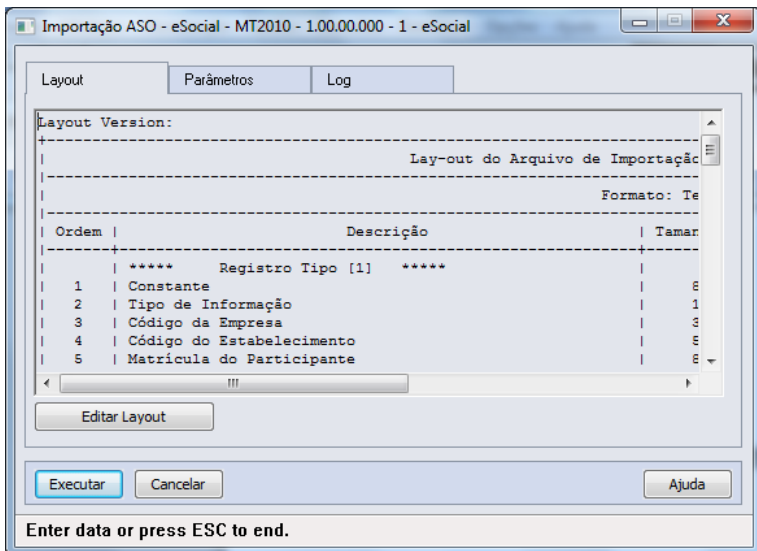 Importação ASO - eSocial - MT2010 - 1.00.00.000 - 1 - eSocial
Layout Parâmetros Log
Layout Version:
Lay-out do Arquivo de Importação
Formato:
Ordem | Descrição |
| ***** Registro Tipo [1] ***** |
1 | Constante |
2 | Tipo de Informação | 1
3 | Código da Empresa | 3
4 | Código do Estabelecimento |
5 | Matrícula do Participante |
Editar Layout
Executar Cancelar Ajuda
Enter data or press ESC to end.